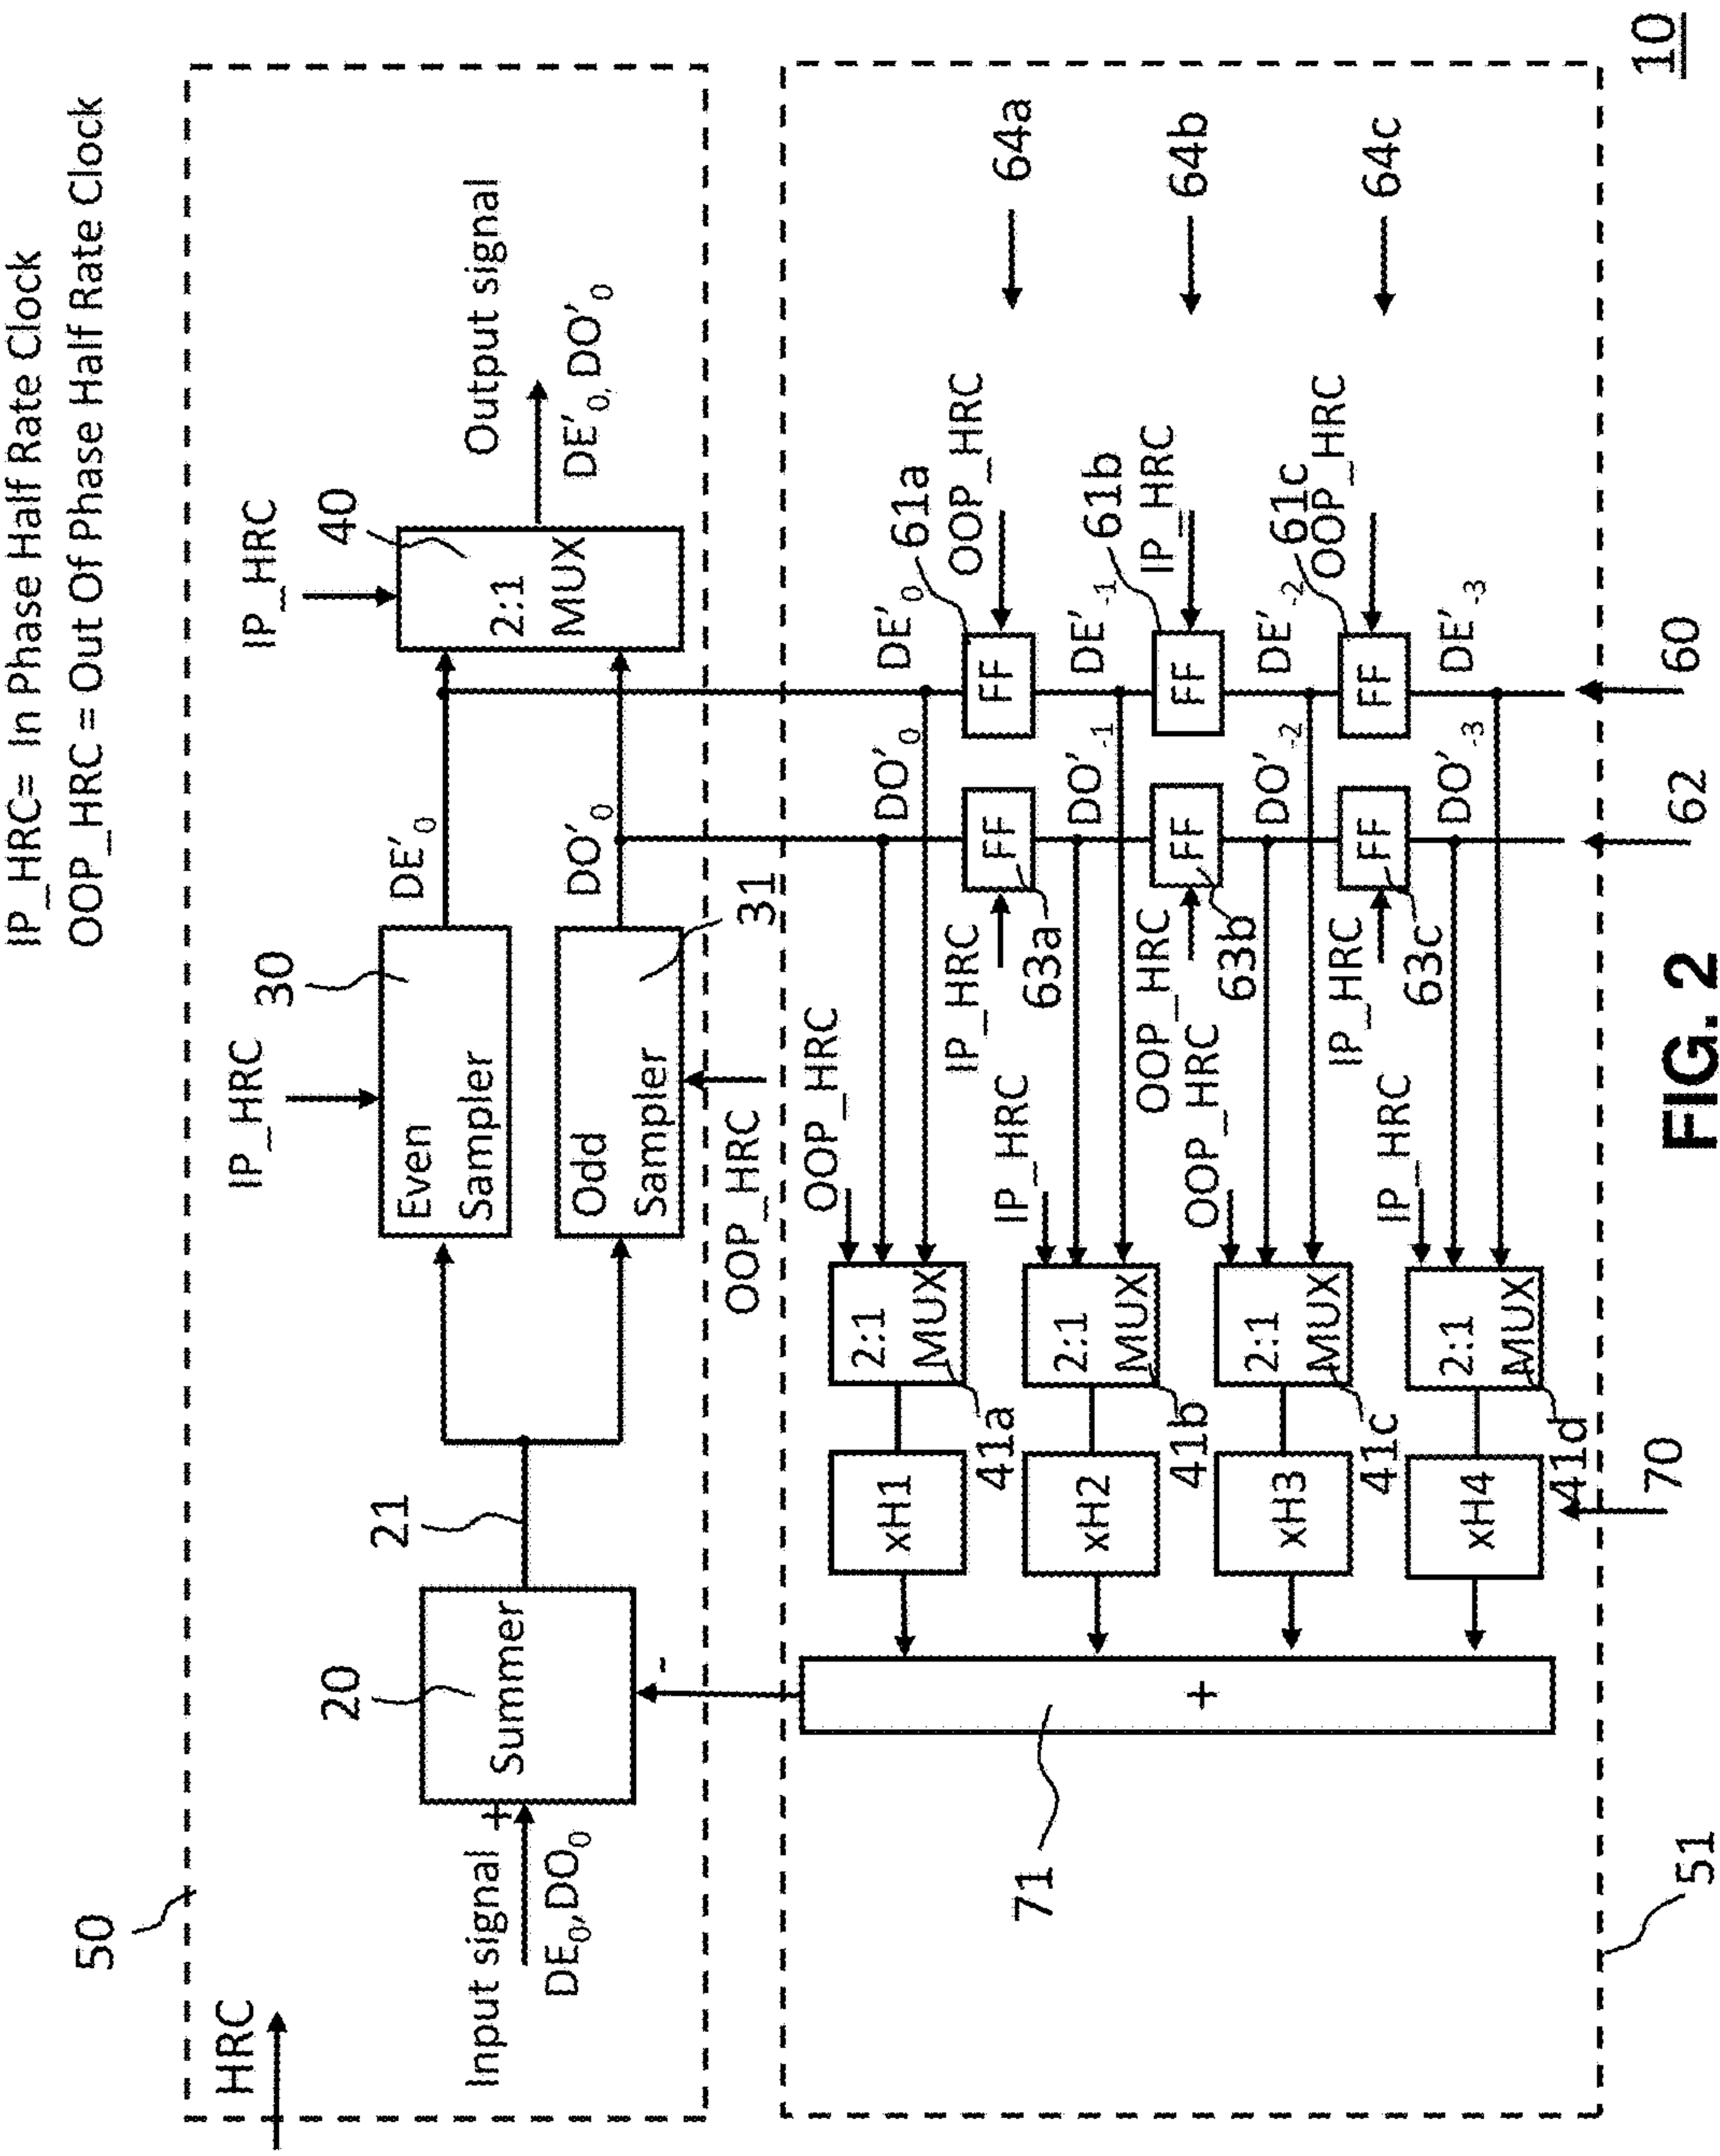 IP_HRC= In Phase Half Rate Clock
OOP_HRC = Out Of Phase Half Rate Clock
50
HRC
Input signal
+
DE0,DO0
20
Summer
-
21
IP_HRC
30
Even
Sampler
DE'0
Odd
Sampler
31
OOP_HRC
DO'0
IP_HRC
40
2:1
MUX
Output signal
DE'0, DO'0
71
+
xH1
2:1
MUX
41a
OOP_HRC
DO'0
DE'0
61a
IP_HRC
63a
FF
FF
OOP_HRC
64a
xH2
2:1
MUX
41b
IP_HRC
DO'-1
DE'-1
61b
OOP_HRC
63b
FF
FF
IP_HRC
64b
xH3
2:1
MUX
41c
OOP_HRC
DO'-2
DE'-2
61c
IP_HRC
63c
FF
FF
OOP_HRC
64c
xH4
2:1
MUX
41d
IP_HRC
DO'-3
DE'-3
51
70
62
60
FIG. 2
10